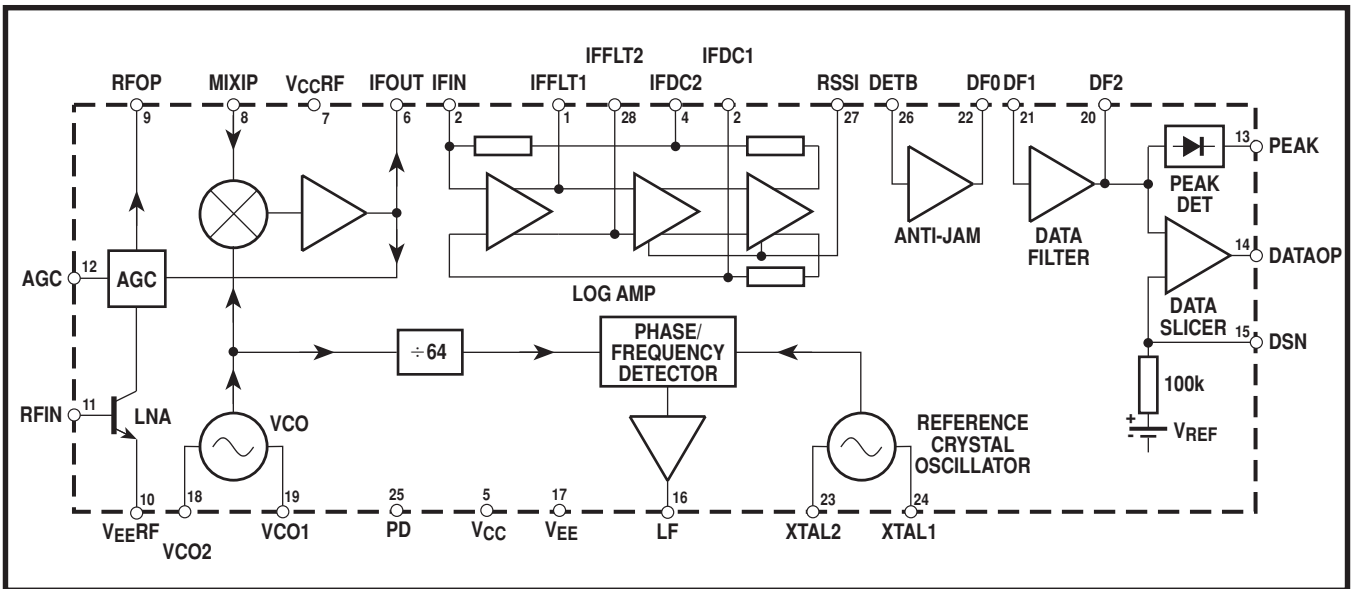 IFFLT2 IFDC1
RFOP MIXIP VCCRF IFOUT IFIN IFFLT1 IFDC2 RSSI DETB DF0 DF1 DF2
9 8 7 6 2 1 28 4 2 27 26 22 21 20
13 PEAK
PEAK
DET
ANTI-JAM
DATA
FILTER
14 DATAOP
AGC 12 AGC
LOG AMP
DATA
SLICER
15 DSN
÷64
PHASE/
FREQUENCY
DETECTOR
100k
RFIN 11 LNA
VCO
REFERENCE
CRYSTAL
OSCILLATOR
+
-
VREF
10 18 19 25 5 17 16 23 24
VEERF VCO2 VCO1 PD VCC VEE LF XTAL2 XTAL1